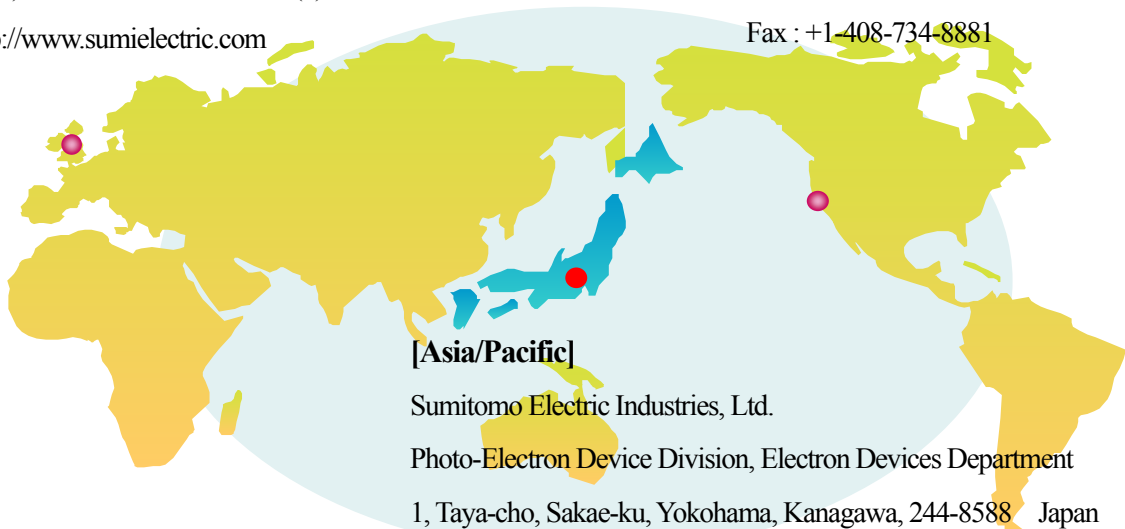 ://www.sumielectric.com
Fax : +1-408-734-8881
[Asia/Pacific]
Sumitomo Electric Industries, Ltd.
Photo-Electron Device Division, Electron Devices Department
1, Taya-cho, Sakae-ku, Yokohama, Kanagawa, 244-8588 Japan